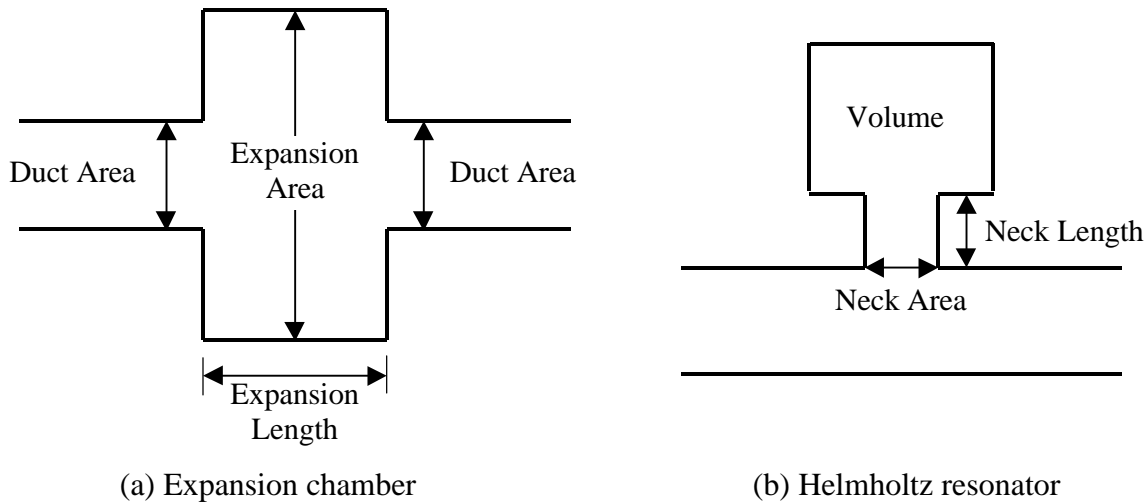 Duct Area
Expansion
Area
Duct Area
Expansion
Length
(a) Expansion chamber
Volume
Neck Length
Neck Area
(b) Helmholtz resonator